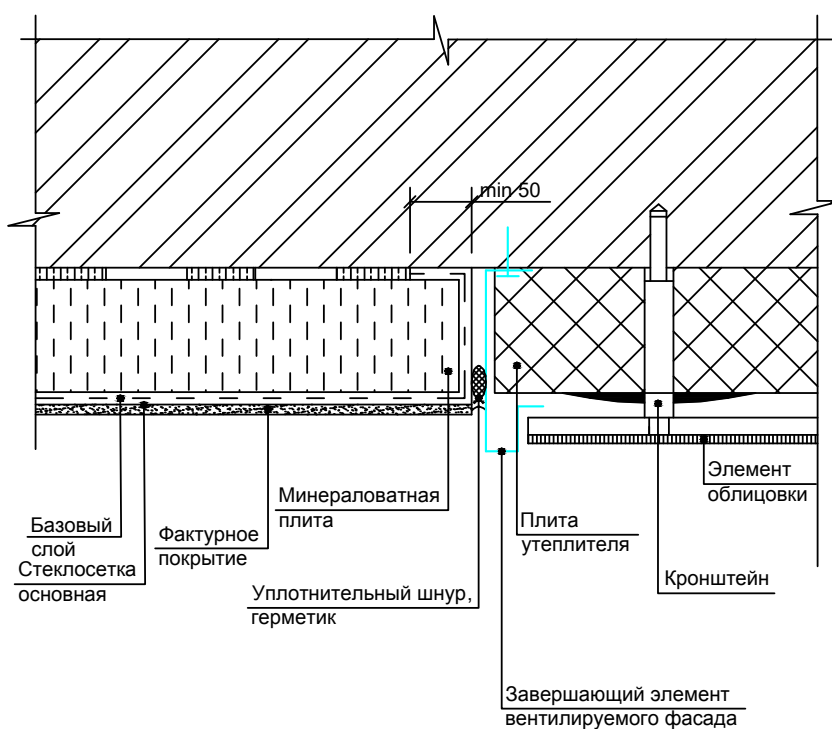 min 50
Элемент
облицовки
Минераловатная
плита
Базовый
слой
Фактурное
покрытие
Плита
утеплителя
Стеклосетка
основная
Уплотнительный шнур,
герметик
Кронштейн
Завершающий элемент
вентилируемого фасада